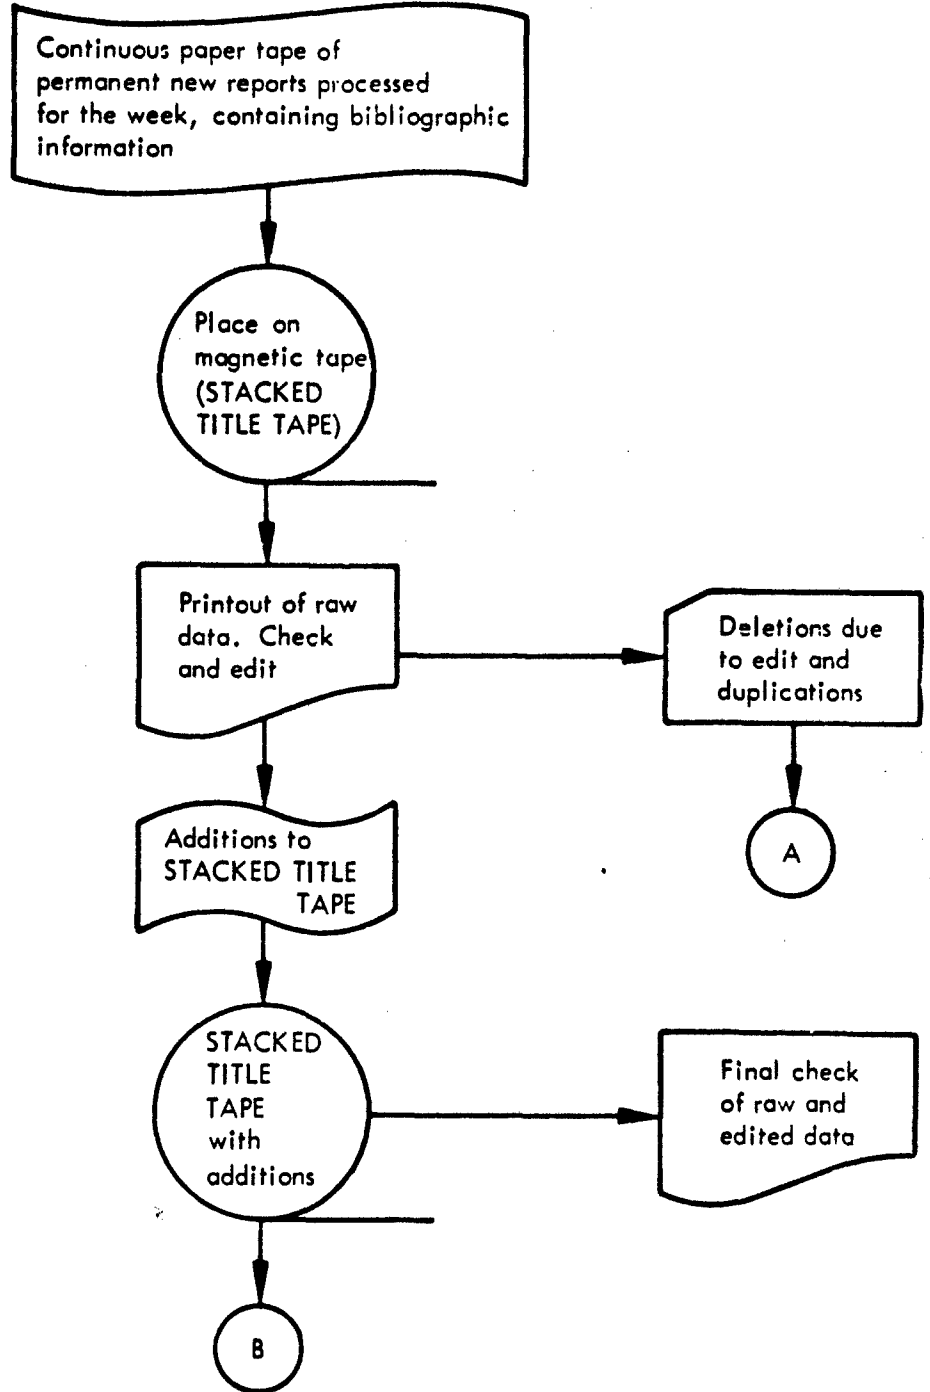 Continuous paper tape of
permanent new reports processed
for the week, containing bibliographic
information
Place on
magnetic tape
(STACKED
TITLE TAPE)
Printout of raw
data. Check
and edit
Deletions due
to edit and
duplications
Additions to
STACKED TITLE
TAPE
A
STACKED
TITLE
TAPE
with
additions
Final check
of raw and
edited data
B